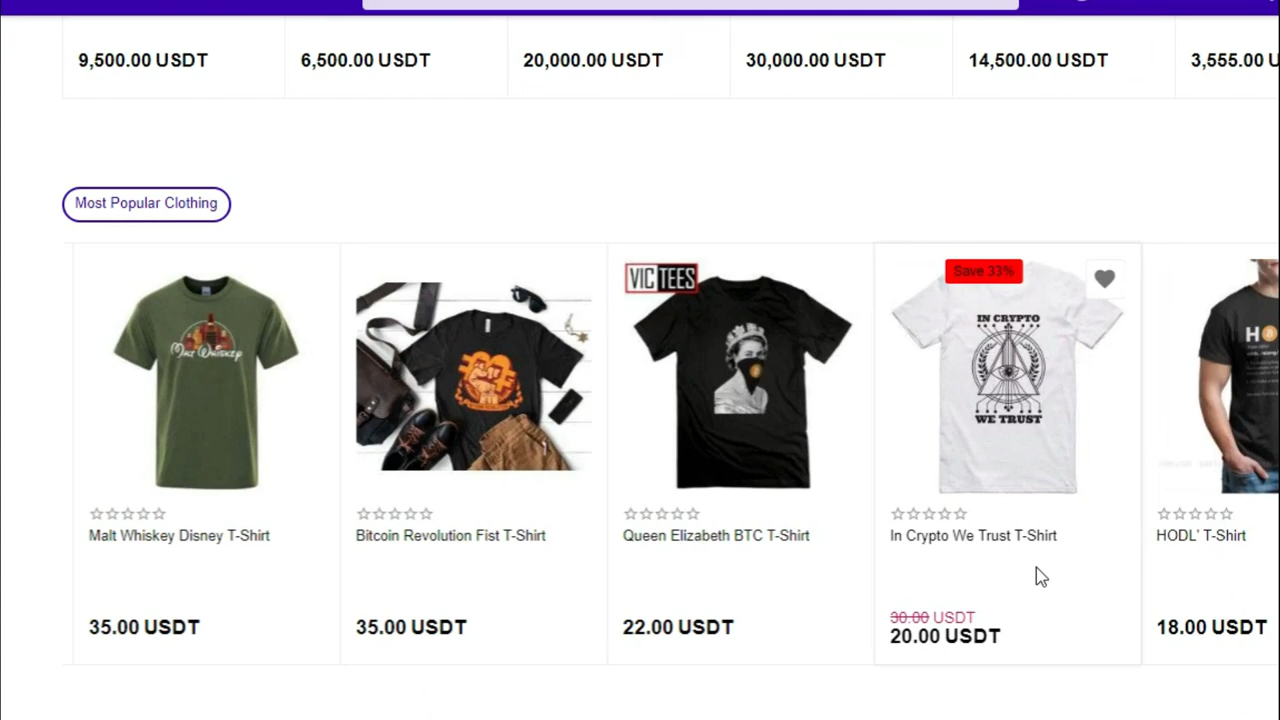 9,500.00 USDT
6,500.00 USDT
20,000.00 USDT
30,000.00 USDT
14,500.00 USDT
3,555.00 U
Most Popular Clothing
Malt Whiskey
VIC TEES
Save 33%
IN CRYPTO
WE TRUST
HO
Malt Whiskey Disney T-Shirt
Bitcoin Revolution Fist T-Shirt
Queen Elizabeth BTC T-Shirt
In Crypto We Trust T-Shirt
HODL' T-Shirt
35.00 USDT
35.00 USDT
22.00 USDT
30.00 USDT
20.00 USDT
18.00 USDT